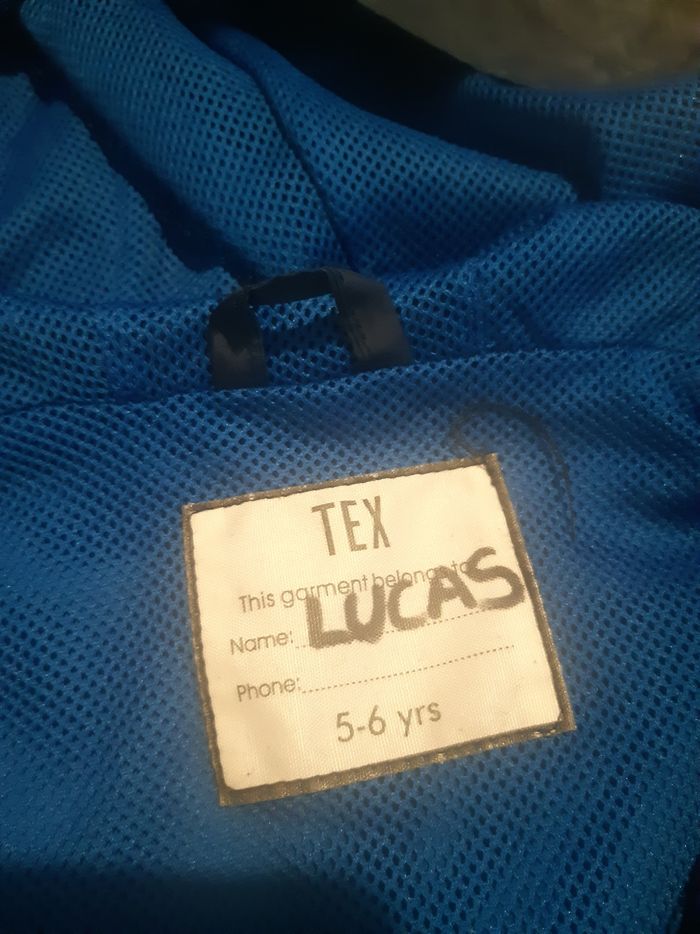 TEX
This garment belongs to
Name: LUCAS
Phone:
5-6 yrs